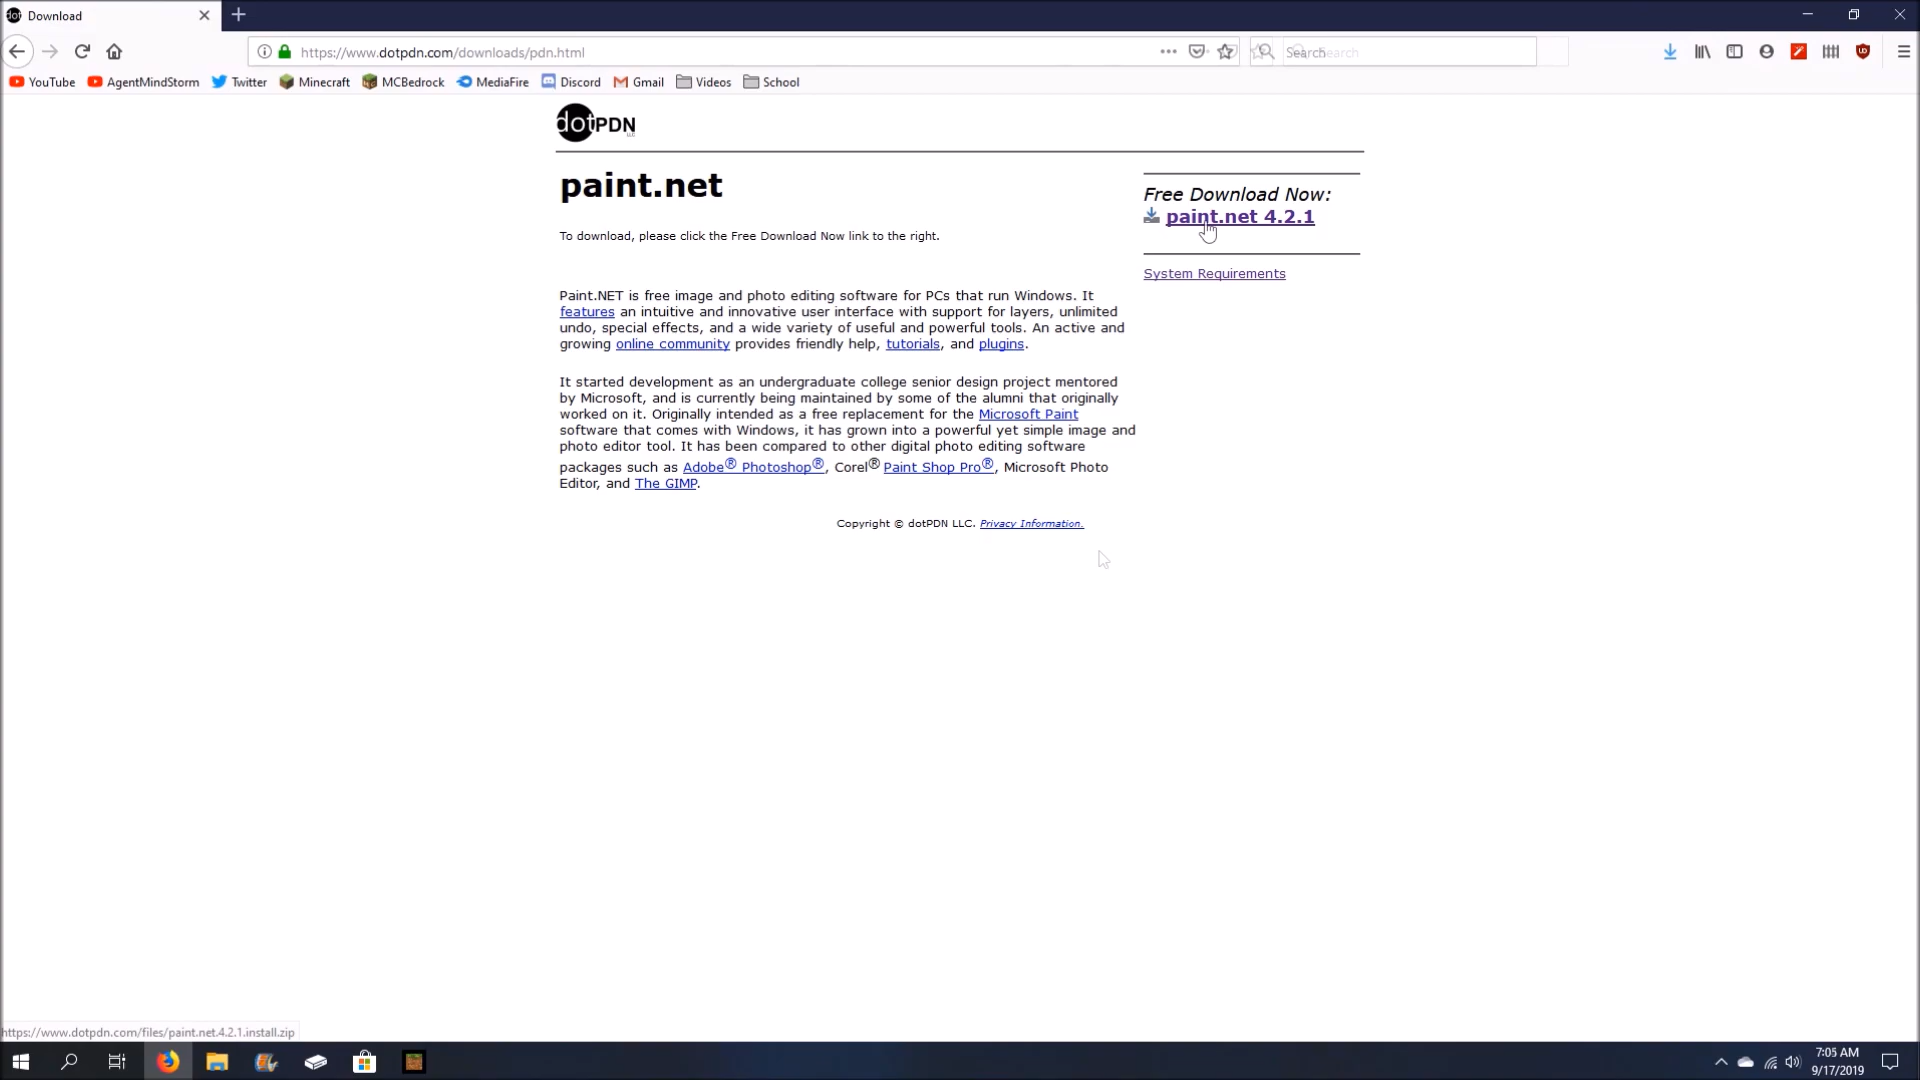 dot Download
https://www.dotpdn.com/downloads/pdn.html Search Search
YouTube AgentMindStorm Twitter Minecraft MCBedrock MediaFire Discord Gmail Videos School
dotPDN LLC
paint.net
Free Download Now:
paint.net 4.2.1
To download, please click the Free Download Now link to the right.
System Requirements
Paint.NET is free image and photo editing software for PCs that run Windows. It
features an intuitive and innovative user interface with support for layers, unlimited
undo, special effects, and a wide variety of useful and powerful tools. An active and
growing online community provides friendly help, tutorials, and plugins.
It started development as an undergraduate college senior design project mentored
by Microsoft, and is currently being maintained by some of the alumni that originally
worked on it. Originally intended as a free replacement for the Microsoft Paint
software that comes with Windows, it has grown into a powerful yet simple image and
photo editor tool. It has been compared to other digital photo editing software
packages such as Adobe® Photoshop®, Corel® Paint Shop Pro®, Microsoft Photo
Editor, and The GIMP.
Copyright © dotPDN LLC. Privacy Information.
https://www.dotpdn.com/files/paint.net.4.2.1.install.zip
7:05 AM
9/17/2019